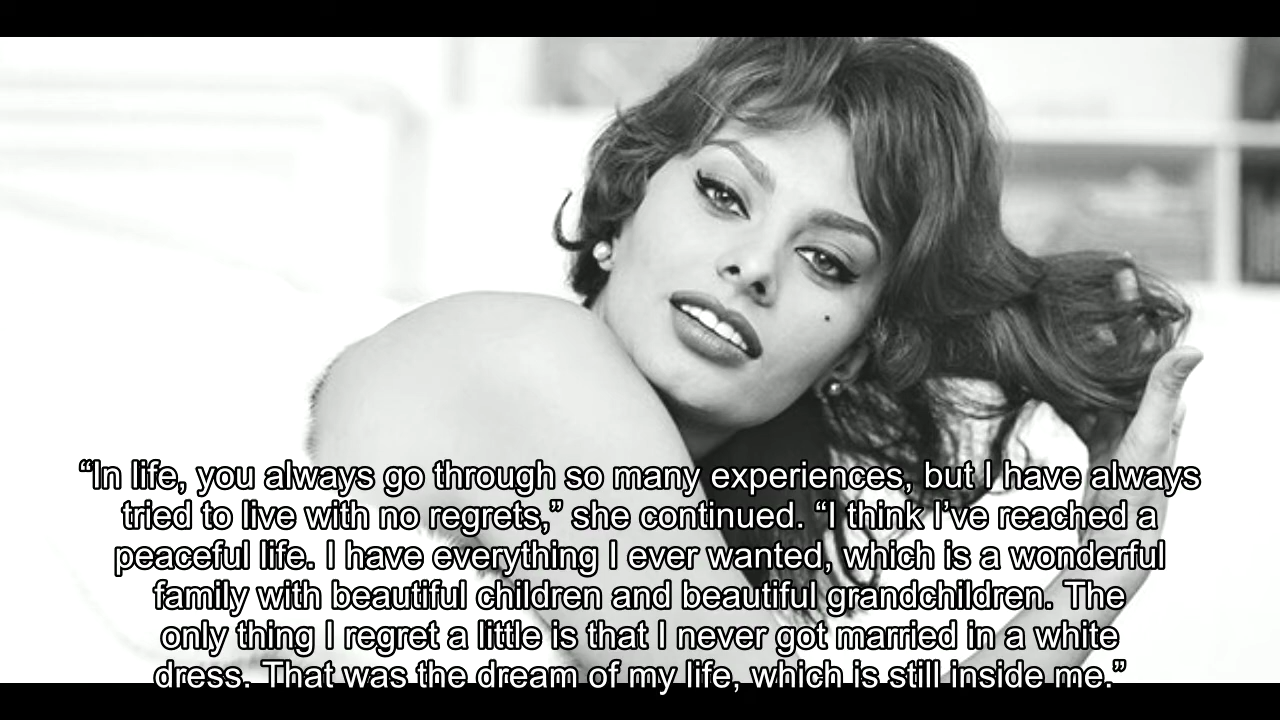 “In life, you always go through so many experiences, but I have always
tried to live with no regrets,” she continued. “I think I’ve reached a
peaceful life. I have everything I ever wanted, which is a wonderful
family with beautiful children and beautiful grandchildren. The
only thing I regret a little is that I never got married in a white
dress. That was the dream of my life, which is still inside me.”